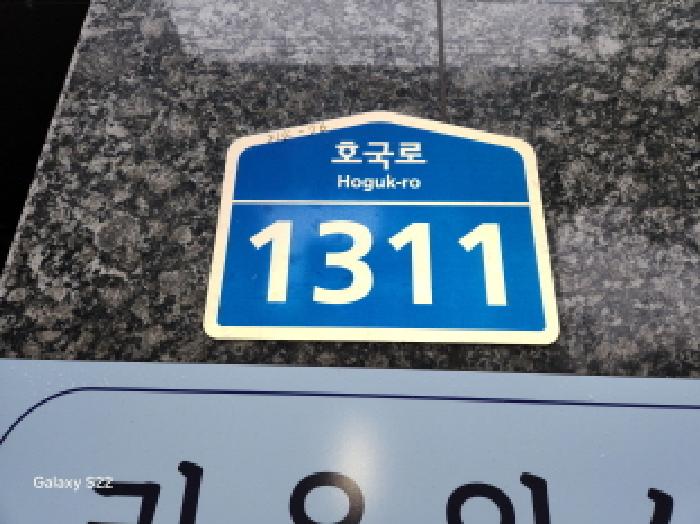 호국로
Hoguk-ro
1311
Galaxy S22